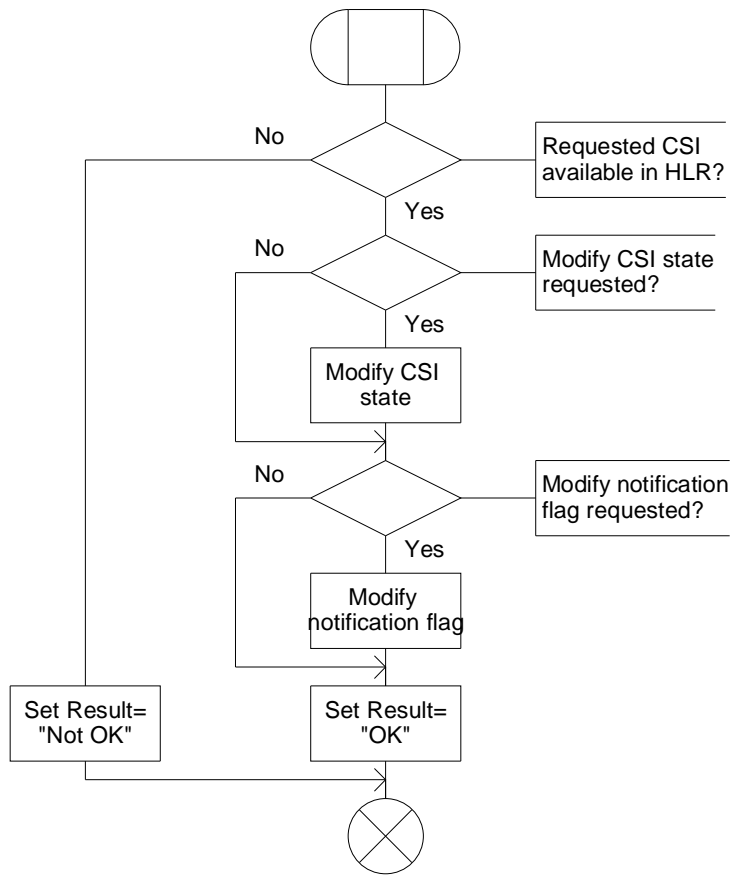 No
Requested CSI
available in HLR?
Yes
No
Modify CSI state
requested?
Yes
Modify CSI
state
No
Modify notification
flag requested?
Yes
Modify
notification flag
Set Result=
"Not OK"
Set Result=
"OK"